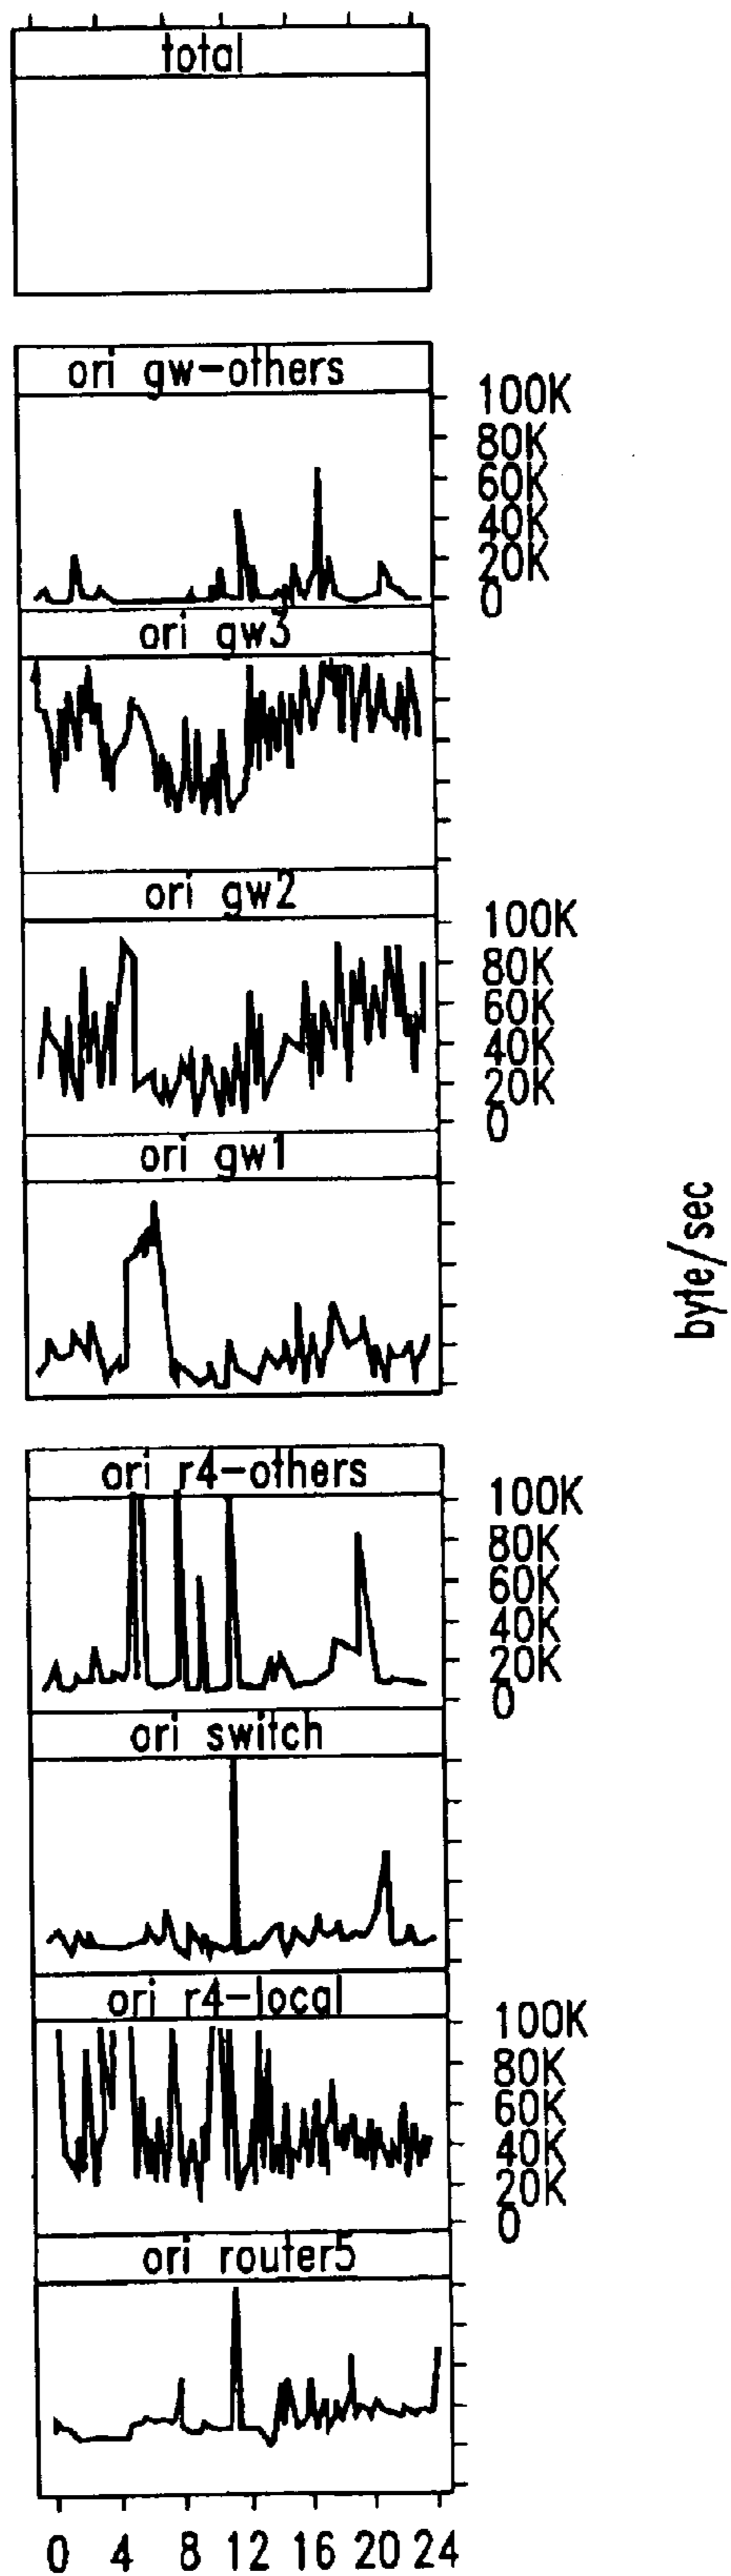 total
ori gw-others
100K
80K
60K
40K
20K
0
ori gw3
ori gw2
100K
80K
60K
40K
20K
0
ori gw1
byte/sec
ori r4-others
100K
80K
60K
40K
20K
0
ori switch
ori r4-local
100K
80K
60K
40K
20K
0
ori router5
0 4 8 12 16 20 24